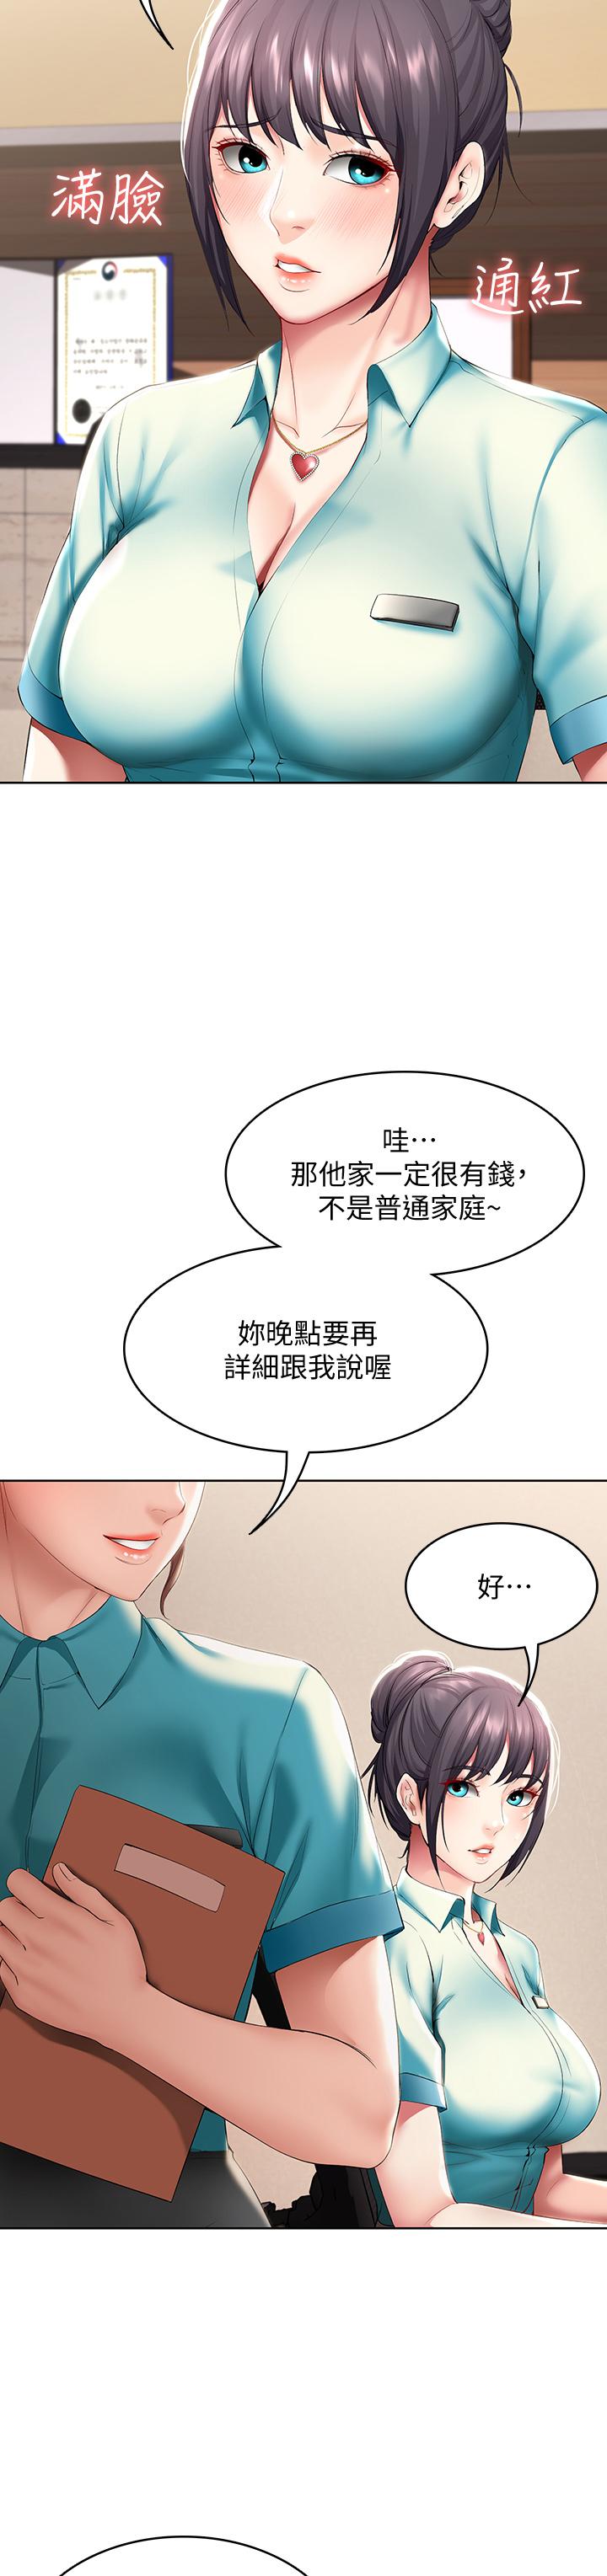 滿臉
通紅
哇⋯
那他家一定很有錢，
不是普通家庭~
妳晚點要再
詳細跟我說喔
好⋯